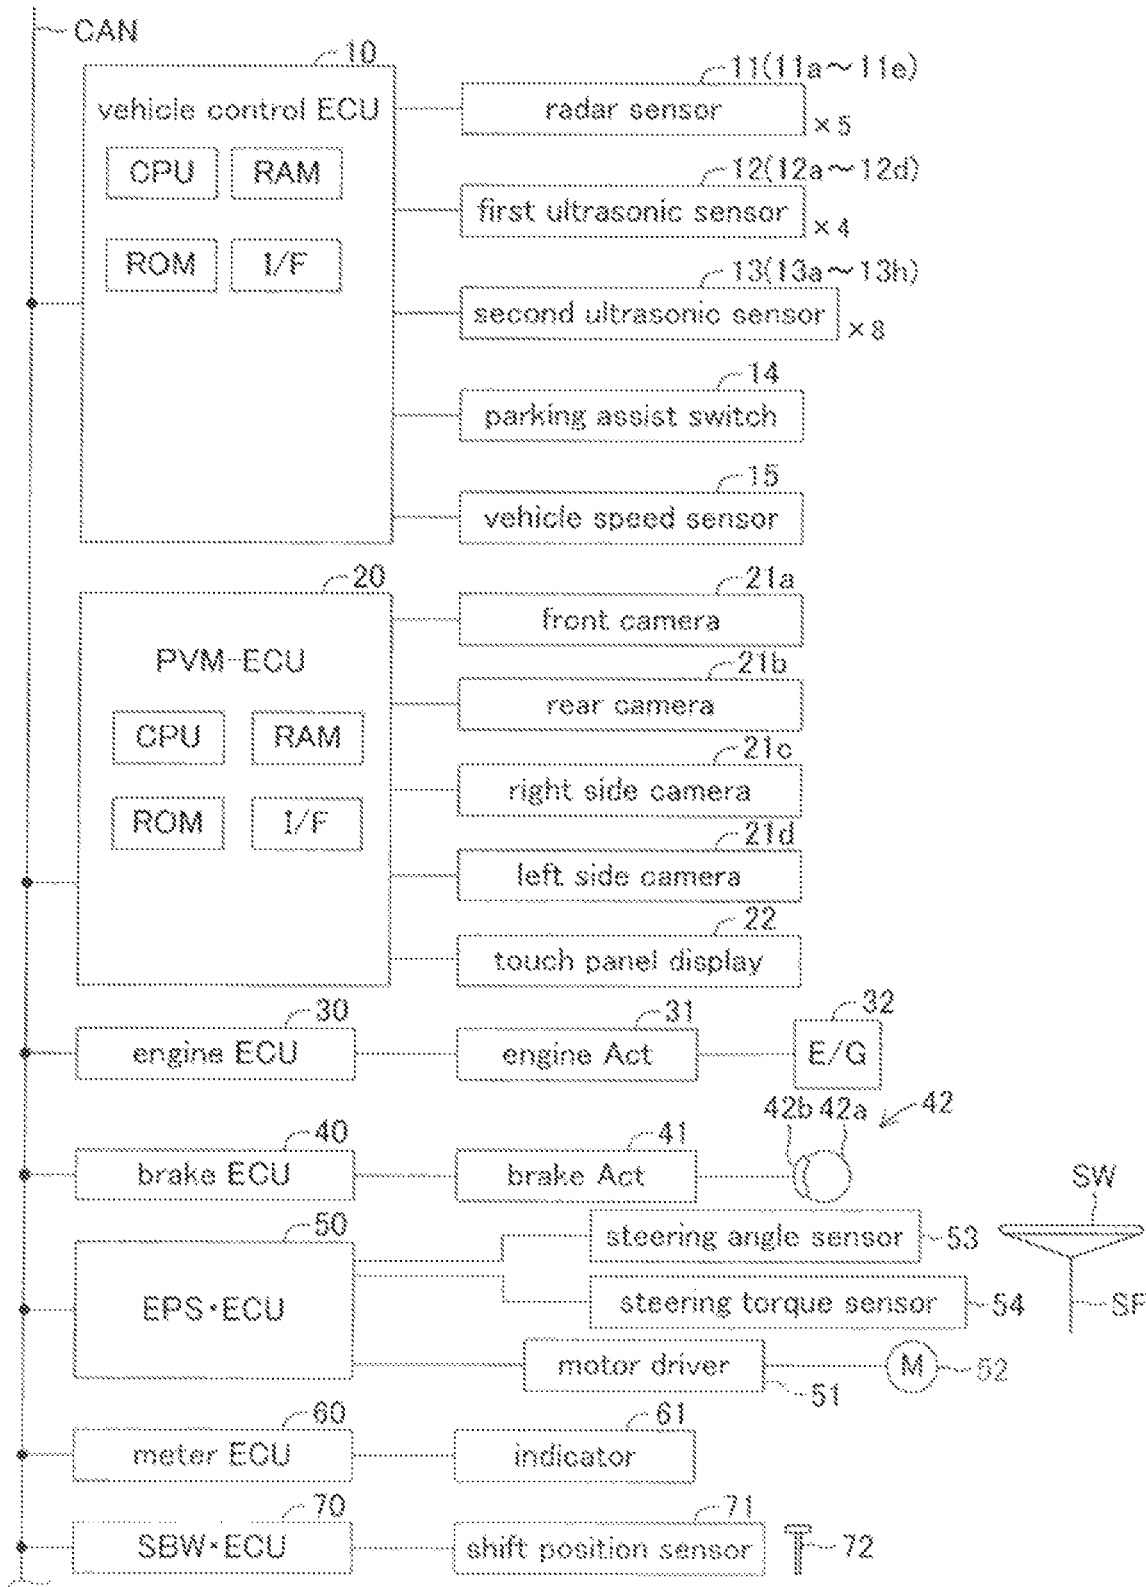 CAN
10
vehicle control ECU
CPU RAM
ROM I/F
11(11a～11e)
radar sensor
×5
12(12a～12d)
first ultrasonic sensor
×4
13(13a～13h)
second ultrasonic sensor
×8
14
parking assist switch
15
vehicle speed sensor
20
PVM-ECU
CPU RAM
ROM I/F
21a
front camera
21b
rear camera
21c
right side camera
21d
left side camera
22
touch panel display
30
engine ECU
31
engine Act
32
E/G
40
brake ECU
41
brake Act
42b 42a 42
50
EPS・ECU
steering angle sensor 53
steering torque sensor 54
SW
SF
motor driver
51
M 52
60
meter ECU
61
indicator
70
SBW・ECU
71
shift position sensor
72